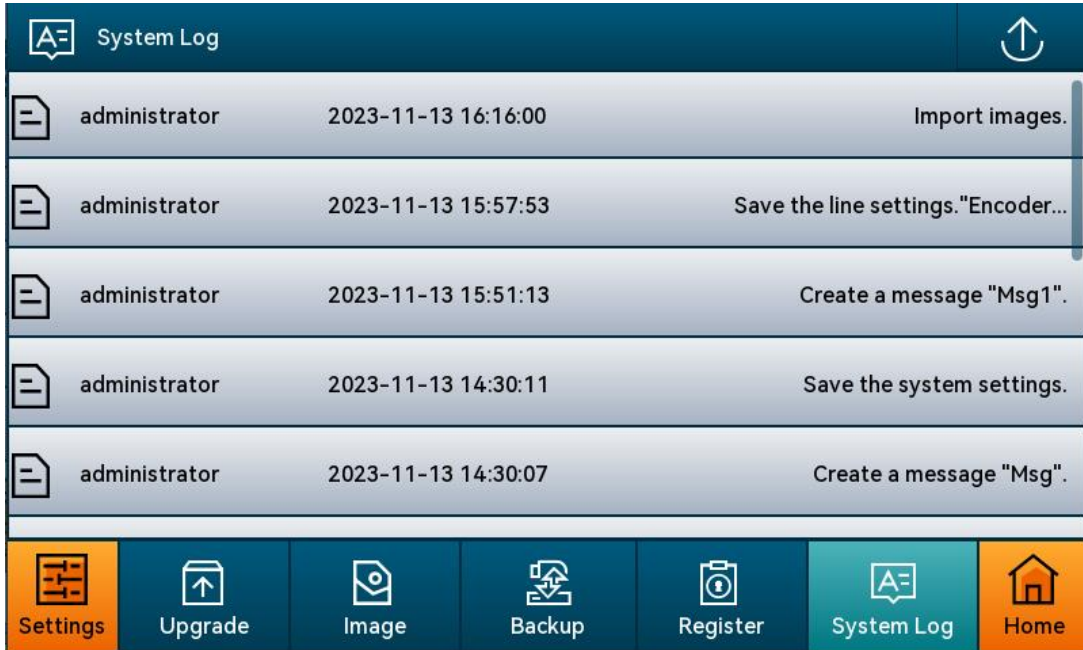 System Log
administrator 2023-11-13 16:16:00 Import images.
administrator 2023-11-13 15:57:53 Save the line settings."Encoder...
administrator 2023-11-13 15:51:13 Create a message "Msg1".
administrator 2023-11-13 14:30:11 Save the system settings.
administrator 2023-11-13 14:30:07 Create a message "Msg".
Settings Upgrade Image Backup Register System Log Home